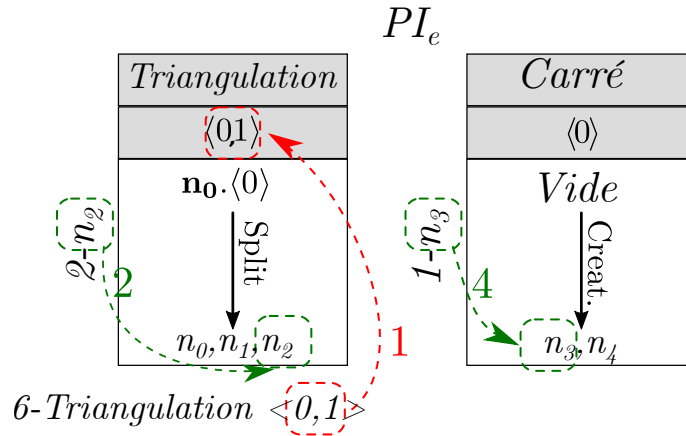 PI_e
Triangulation
⟨0,1⟩
n_0.⟨0⟩
Split
n_0,n_1,n_2
2-n_2
2
1
6-Triangulation <0,1>
Carré
⟨0⟩
Vide
Creat.
n_3,n_4
1-n_3
4